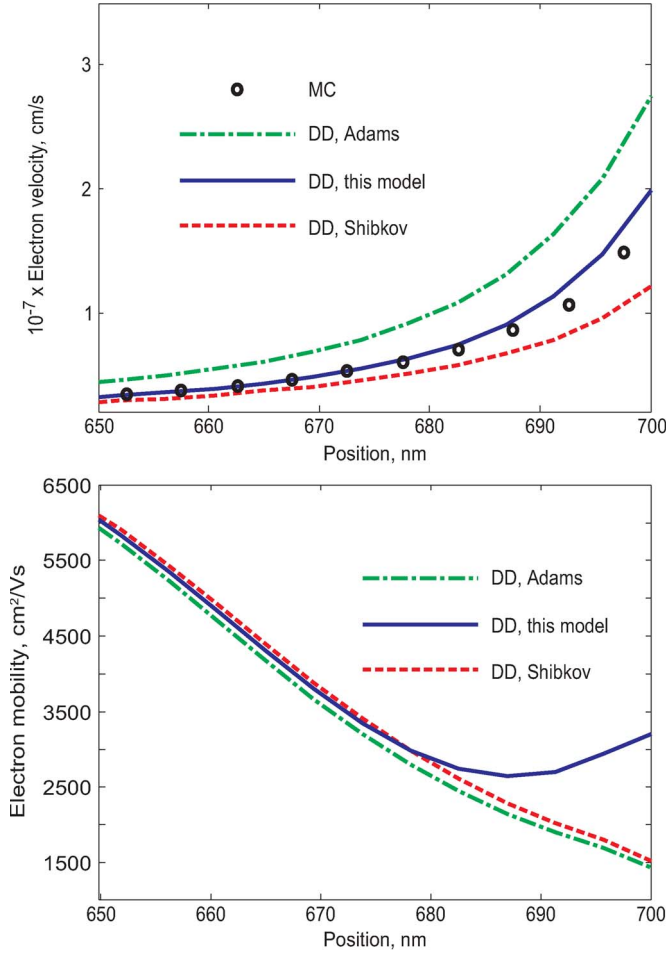 3
2
1
10⁻⁷ x Electron velocity, cm/s
MC
DD, Adams
DD, this model
DD, Shibkov
650
660
670
680
690
700
Position, nm
6500
5500
4500
3500
2500
1500
Electron mobility, cm²/Vs
DD, Adams
DD, this model
DD, Shibkov
650
660
670
680
690
700
Position, nm